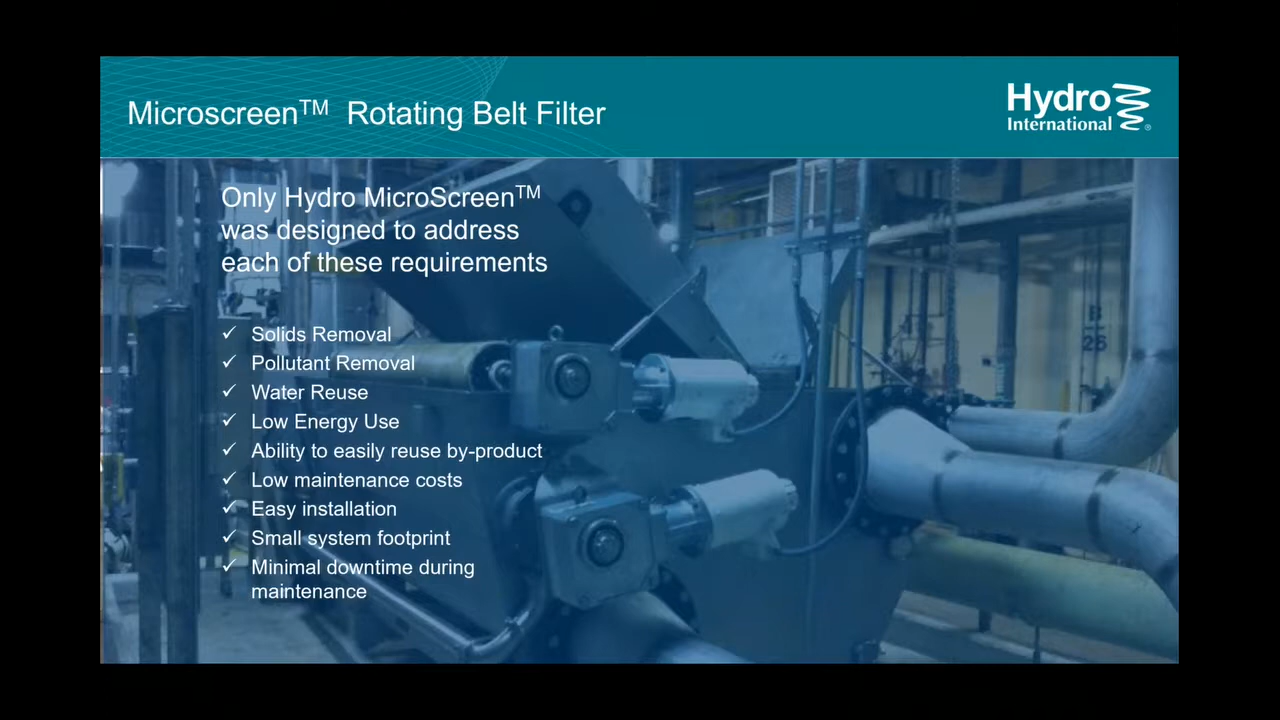 Microscreen™ Rotating Belt Filter
Hydro
International®
Only Hydro MicroScreen™
was designed to address
each of these requirements
✓ Solids Removal
✓ Pollutant Removal
✓ Water Reuse
✓ Low Energy Use
✓ Ability to easily reuse by-product
✓ Low maintenance costs
✓ Easy installation
✓ Small system footprint
✓ Minimal downtime during
maintenance
B
26